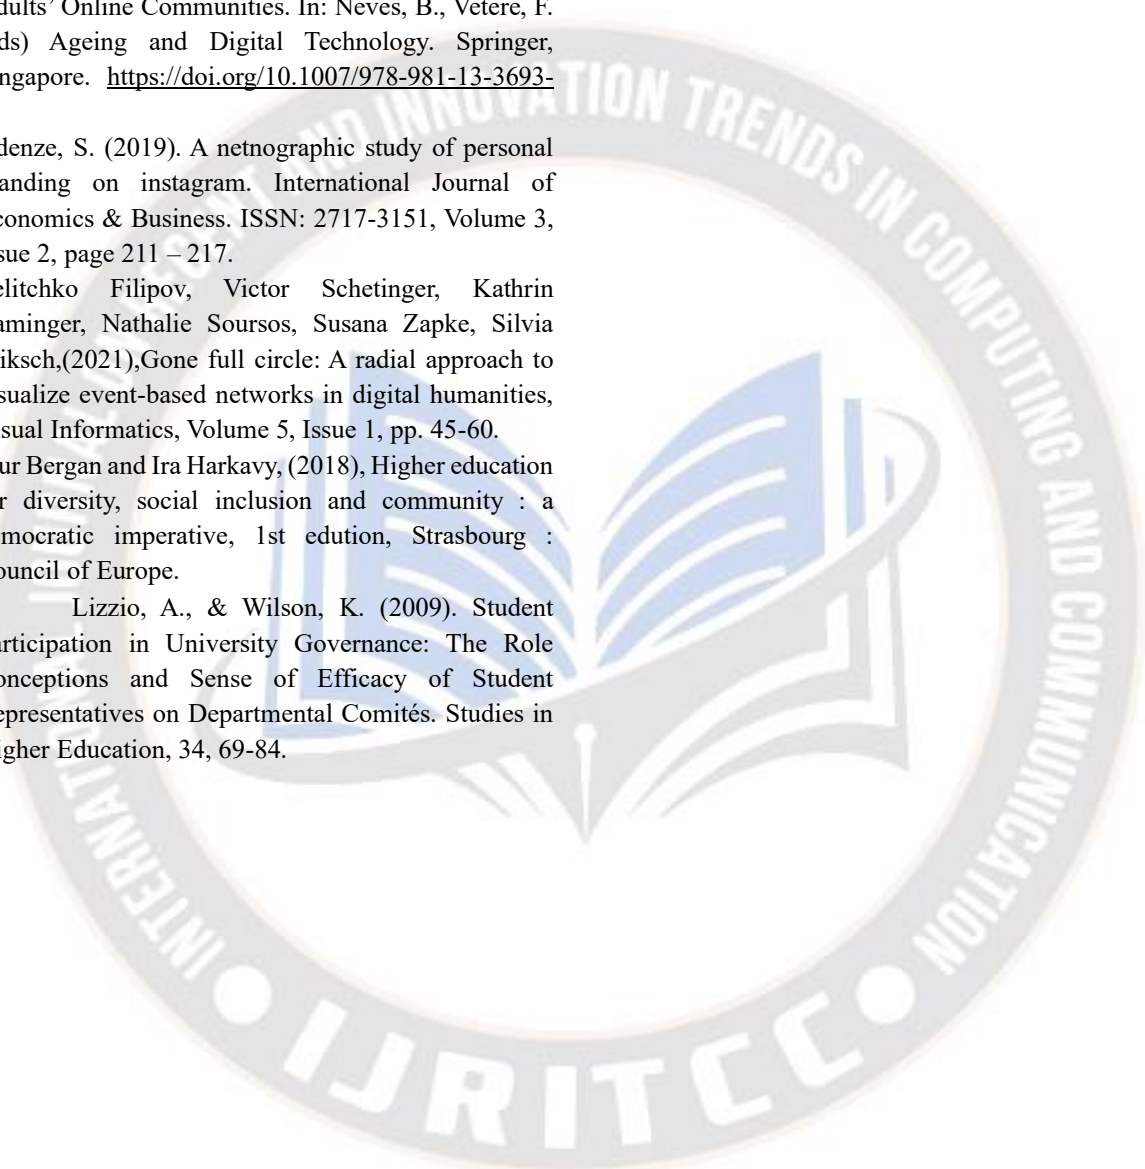 dults' Online Communities. In: Neves, B., Vetere, F.
ds) Ageing and Digital Technology. Springer,
ngapore. https://doi.org/10.1007/978-981-13-3693-
denze, S. (2019). A netnographic study of personal
anding on instagram. International Journal of
conomics & Business. ISSN: 2717-3151, Volume 3,
sue 2, page 211 – 217.
elitchko Filipov, Victor Schetinger, Kathrin
aminger, Nathalie Soursos, Susana Zapke, Silvia
iksch,(2021),Gone full circle: A radial approach to
sualize event-based networks in digital humanities,
sual Informatics, Volume 5, Issue 1, pp. 45-60.
ur Bergan and Ira Harkavy, (2018), Higher education
r diversity, social inclusion and community : a
emocratic imperative, 1st edution, Strasbourg :
ouncil of Europe.
Lizzio, A., & Wilson, K. (2009). Student
articipation in University Governance: The Role
onceptions and Sense of Efficacy of Student
epresentatives on Departmental Comités. Studies in
igher Education, 34, 69-84.
INTERNATIONAL JOURNAL ON RECENT AND INNOVATION TRENDS IN COMPUTING AND COMMUNICATION
IJRITCC